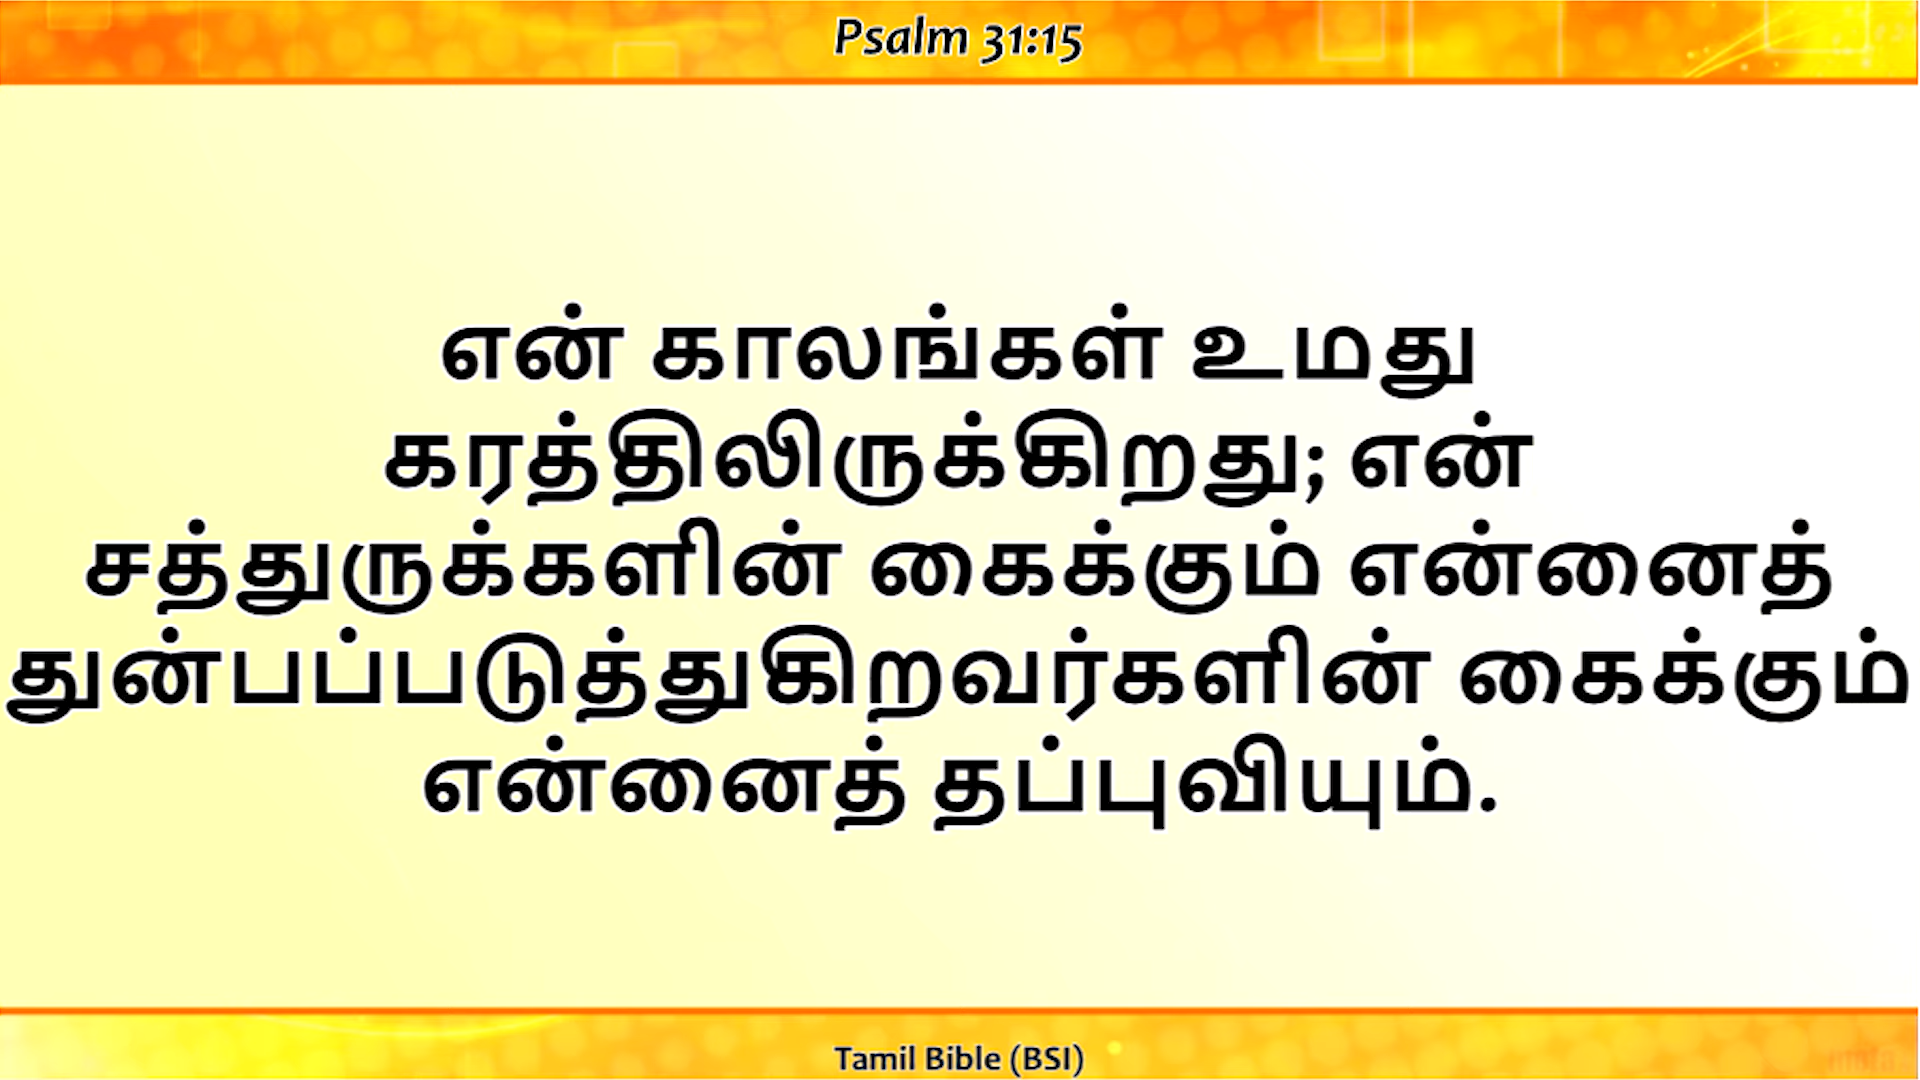 Psalm 31:15
என் காலங்கள் உமது
கரத்திலிருக்கிறது; என்
சத்துருக்களின் கைக்கும் என்னைத்
துன்பப்படுத்துகிறவர்களின் கைக்கும்
என்னைத் தப்புவியும்.
Tamil Bible (BSI)